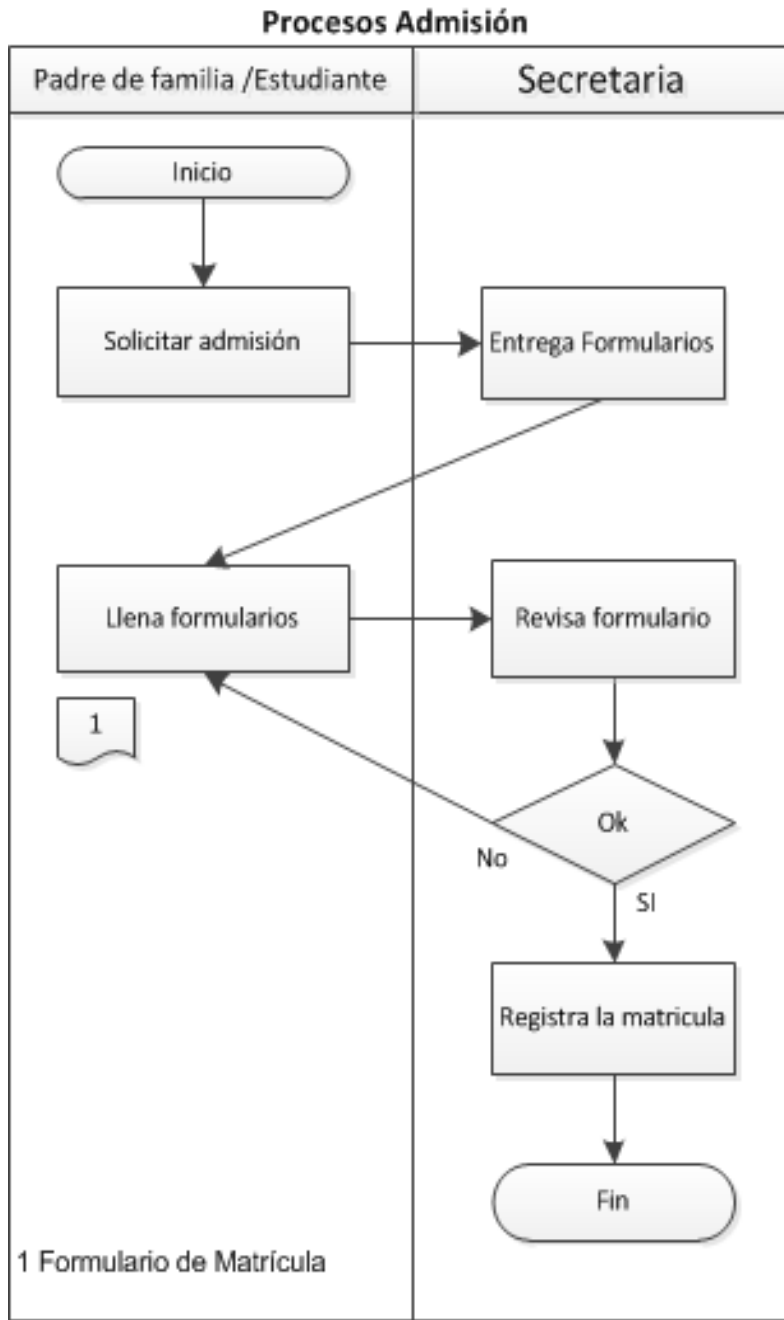 Procesos Admisión
Padre de familia /Estudiante
Secretaria
Inicio
Solicitar admisión
Entrega Formularios
Llena formularios
Revisa formulario
1
Ok
No
SI
Registra la matricula
Fin
1 Formulario de Matrícula